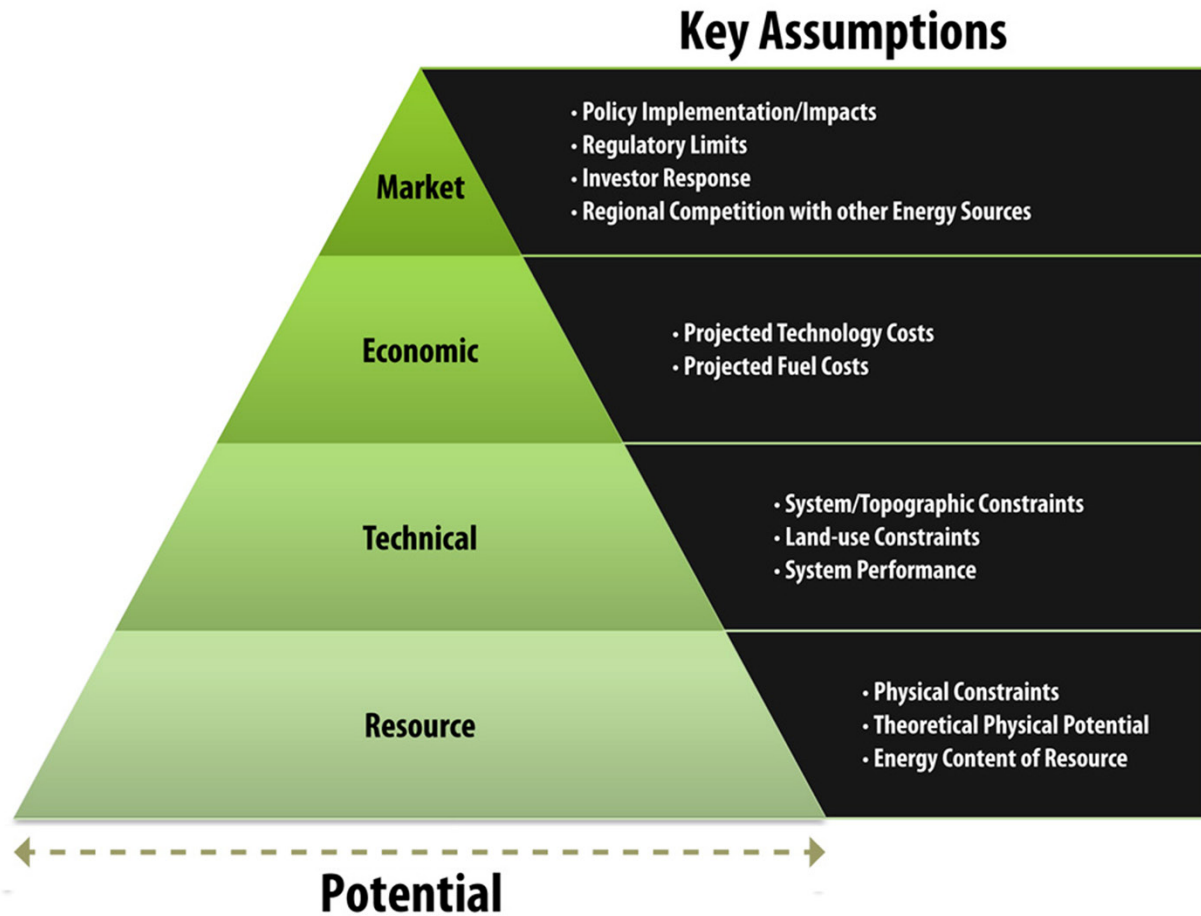 Key Assumptions
Market
• Policy Implementation/Impacts
• Regulatory Limits
• Investor Response
• Regional Competition with other Energy Sources
Economic
• Projected Technology Costs
• Projected Fuel Costs
Technical
• System/Topographic Constraints
• Land-use Constraints
• System Performance
Resource
• Physical Constraints
• Theoretical Physical Potential
• Energy Content of Resource
Potential